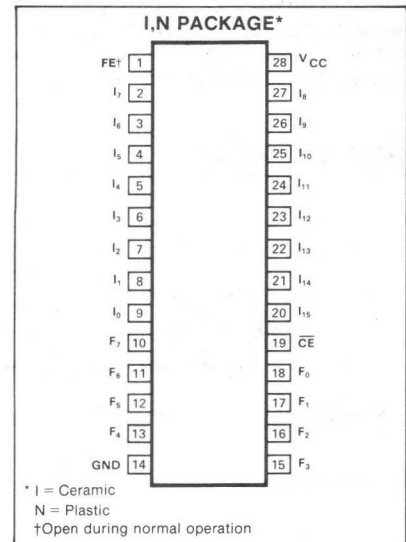 I,N PACKAGE*
FE† 1 28 VCC
I7 2 27 I8
I6 3 26 I9
I5 4 25 I10
I4 5 24 I11
I3 6 23 I12
I2 7 22 I13
I1 8 21 I14
I0 9 20 I15
F7 10 19 C̅E̅
F6 11 18 F0
F5 12 17 F1
F4 13 16 F2
GND 14 15 F3
* I = Ceramic
N = Plastic
†Open during normal operation